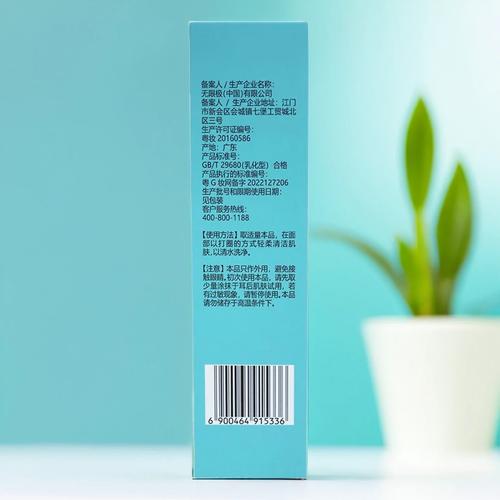 备案人/生产企业名称:
无限极(中国)有限公司
备案人 / 生产企业地址: 江门
市新会区会城镇七堡工贸城北
区三号
生产许可证编号:
粤妆 20160586
产地: 广东
产品标准号:
GB/T 29680(乳化型) 合格
产品执行的标准编号:
粤 G 妆网备字 2022127206
生产批号和限期使用日期:
见包装
客户服务热线:
400-800-1188
【使用方法】取适量本品,在面
部以打圈的方式轻柔清洁肌
肤,以清水洗净。
【注意】本品只作外用,避免接
触眼睛。初次使用本品,请先取
少量涂抹于耳后肌肤试用,若
有过敏现象,请暂停使用。本品
请勿储存于高温条件下。
6 900464 915336